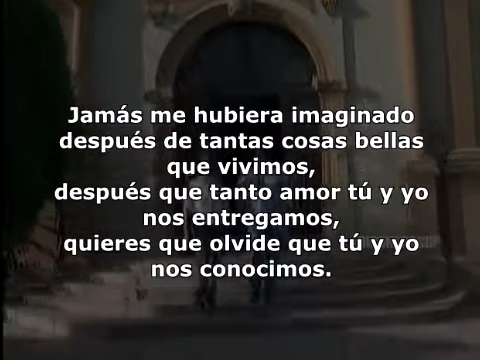 Jamás me hubiera imaginado
después de tantas cosas bellas
que vivimos,
después que tanto amor tú y yo
nos entregamos,
quieres que olvide que tú y yo
nos conocimos.